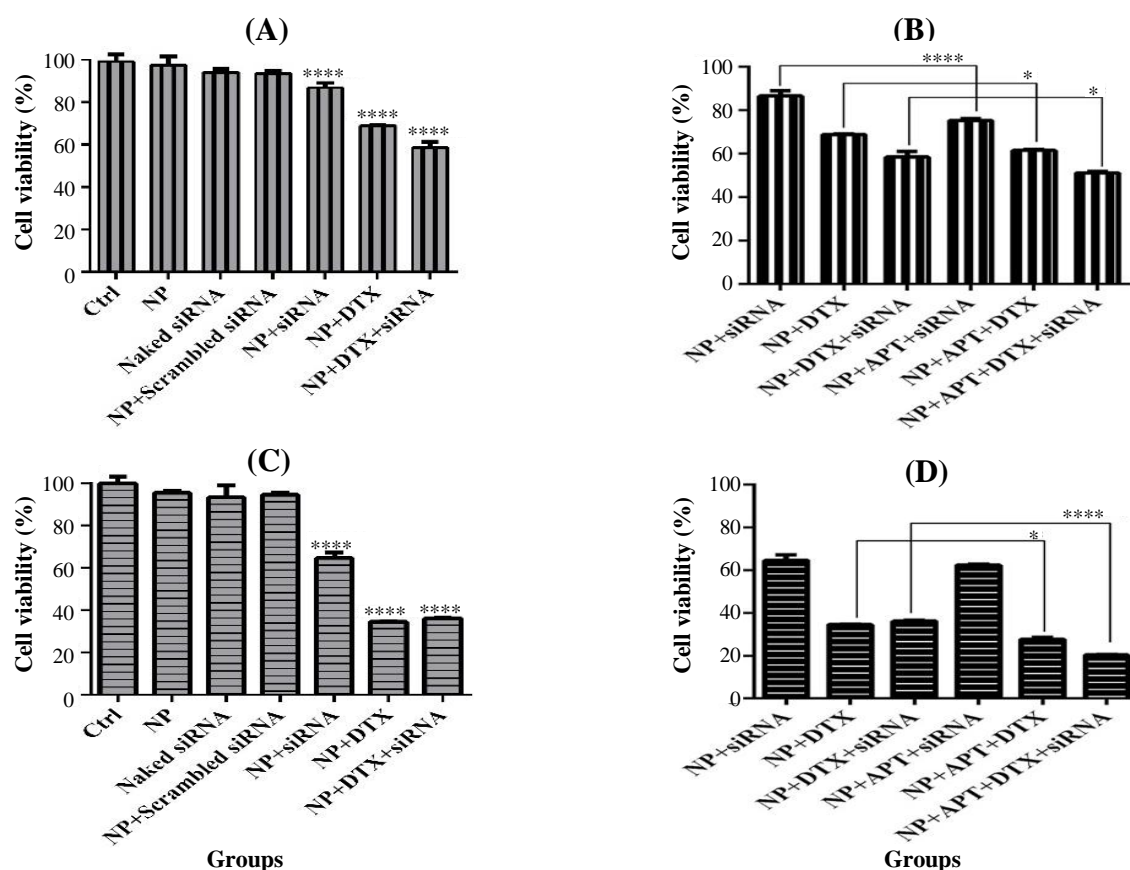 (A)
Cell viability (%)
100
80
60
40
20
0
****
****
****
Ctrl
NP
Naked siRNA
NP+Scrambled siRNA
NP+siRNA
NP+DTX
NP+DTX+siRNA
(B)
Cell viability (%)
100
80
60
40
20
0
****
*
*
NP+siRNA
NP+DTX
NP+DTX+siRNA
NP+APT+siRNA
NP+APT+DTX
NP+APT+DTX+siRNA
(C)
Cell viability (%)
100
80
60
40
20
0
****
****
****
Ctrl
NP
Naked siRNA
NP+Scrambled siRNA
NP+siRNA
NP+DTX
NP+DTX+siRNA
Groups
(D)
Cell viability (%)
100
80
60
40
20
0
****
*
NP+siRNA
NP+DTX
NP+DTX+siRNA
NP+APT+siRNA
NP+APT+DTX
NP+APT+DTX+siRNA
Groups